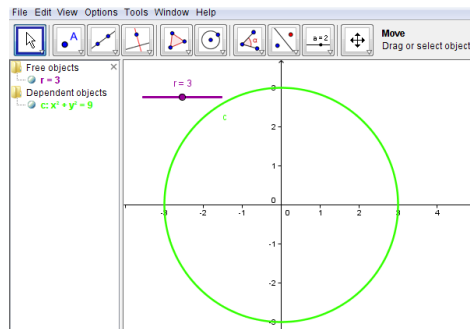 File Edit View Options Tools Window Help
A
α
a = 2
Move
Drag or select object
Free objects
r = 3
Dependent objects
c: x² + y² = 9
r = 3
c
3
2
1
0
-3 -2 -1 0 1 2 3 4
-1
-2
-3